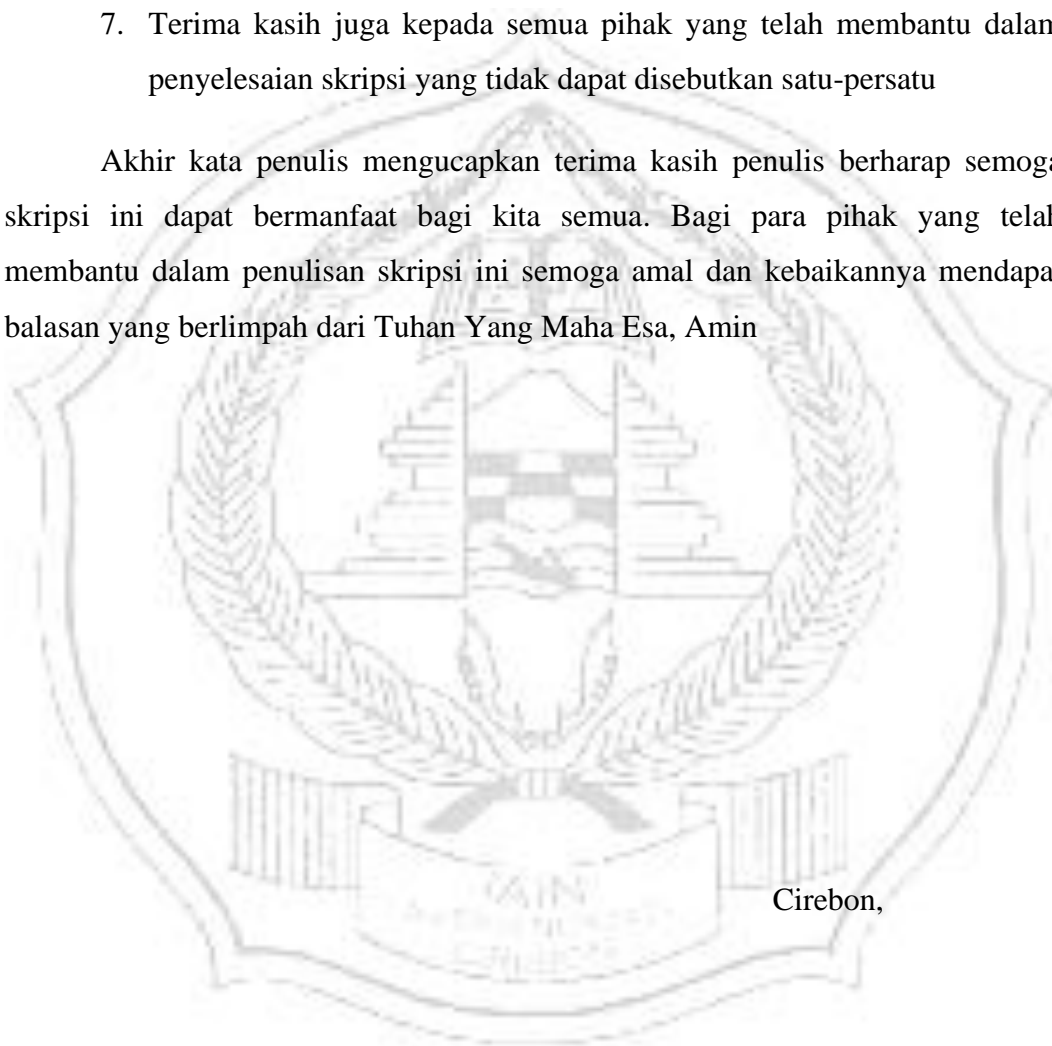 7. Terima kasih juga kepada semua pihak yang telah membantu dalam
penyelesaian skripsi yang tidak dapat disebutkan satu-persatu
Akhir kata penulis mengucapkan terima kasih penulis berharap semoga
skripsi ini dapat bermanfaat bagi kita semua. Bagi para pihak yang telah
membantu dalam penulisan skripsi ini semoga amal dan kebaikannya mendapa
balasan yang berlimpah dari Tuhan Yang Maha Esa, Amin
IAIN
Cirebon,